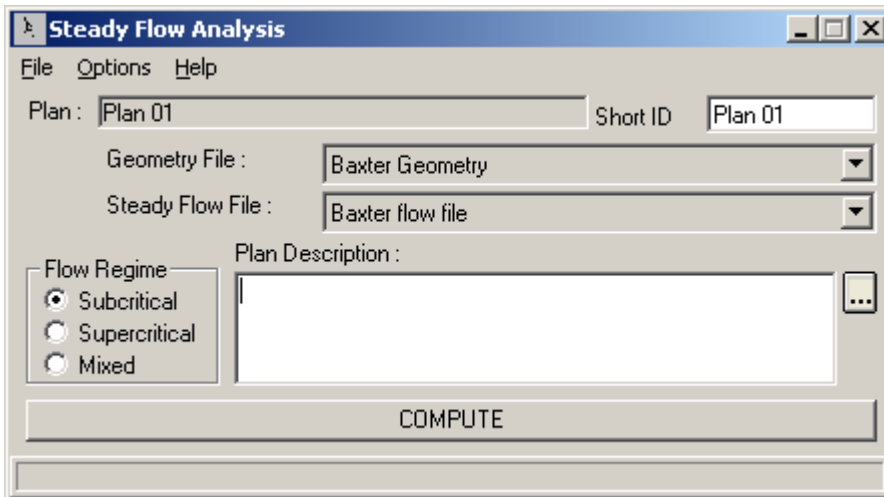 Steady Flow Analysis
File Options Help
Plan : Plan 01 Short ID Plan 01
Geometry File : Baxter Geometry
Steady Flow File : Baxter flow file
Plan Description :
Flow Regime
Subcritical
...
Supercritical
Mixed
COMPUTE